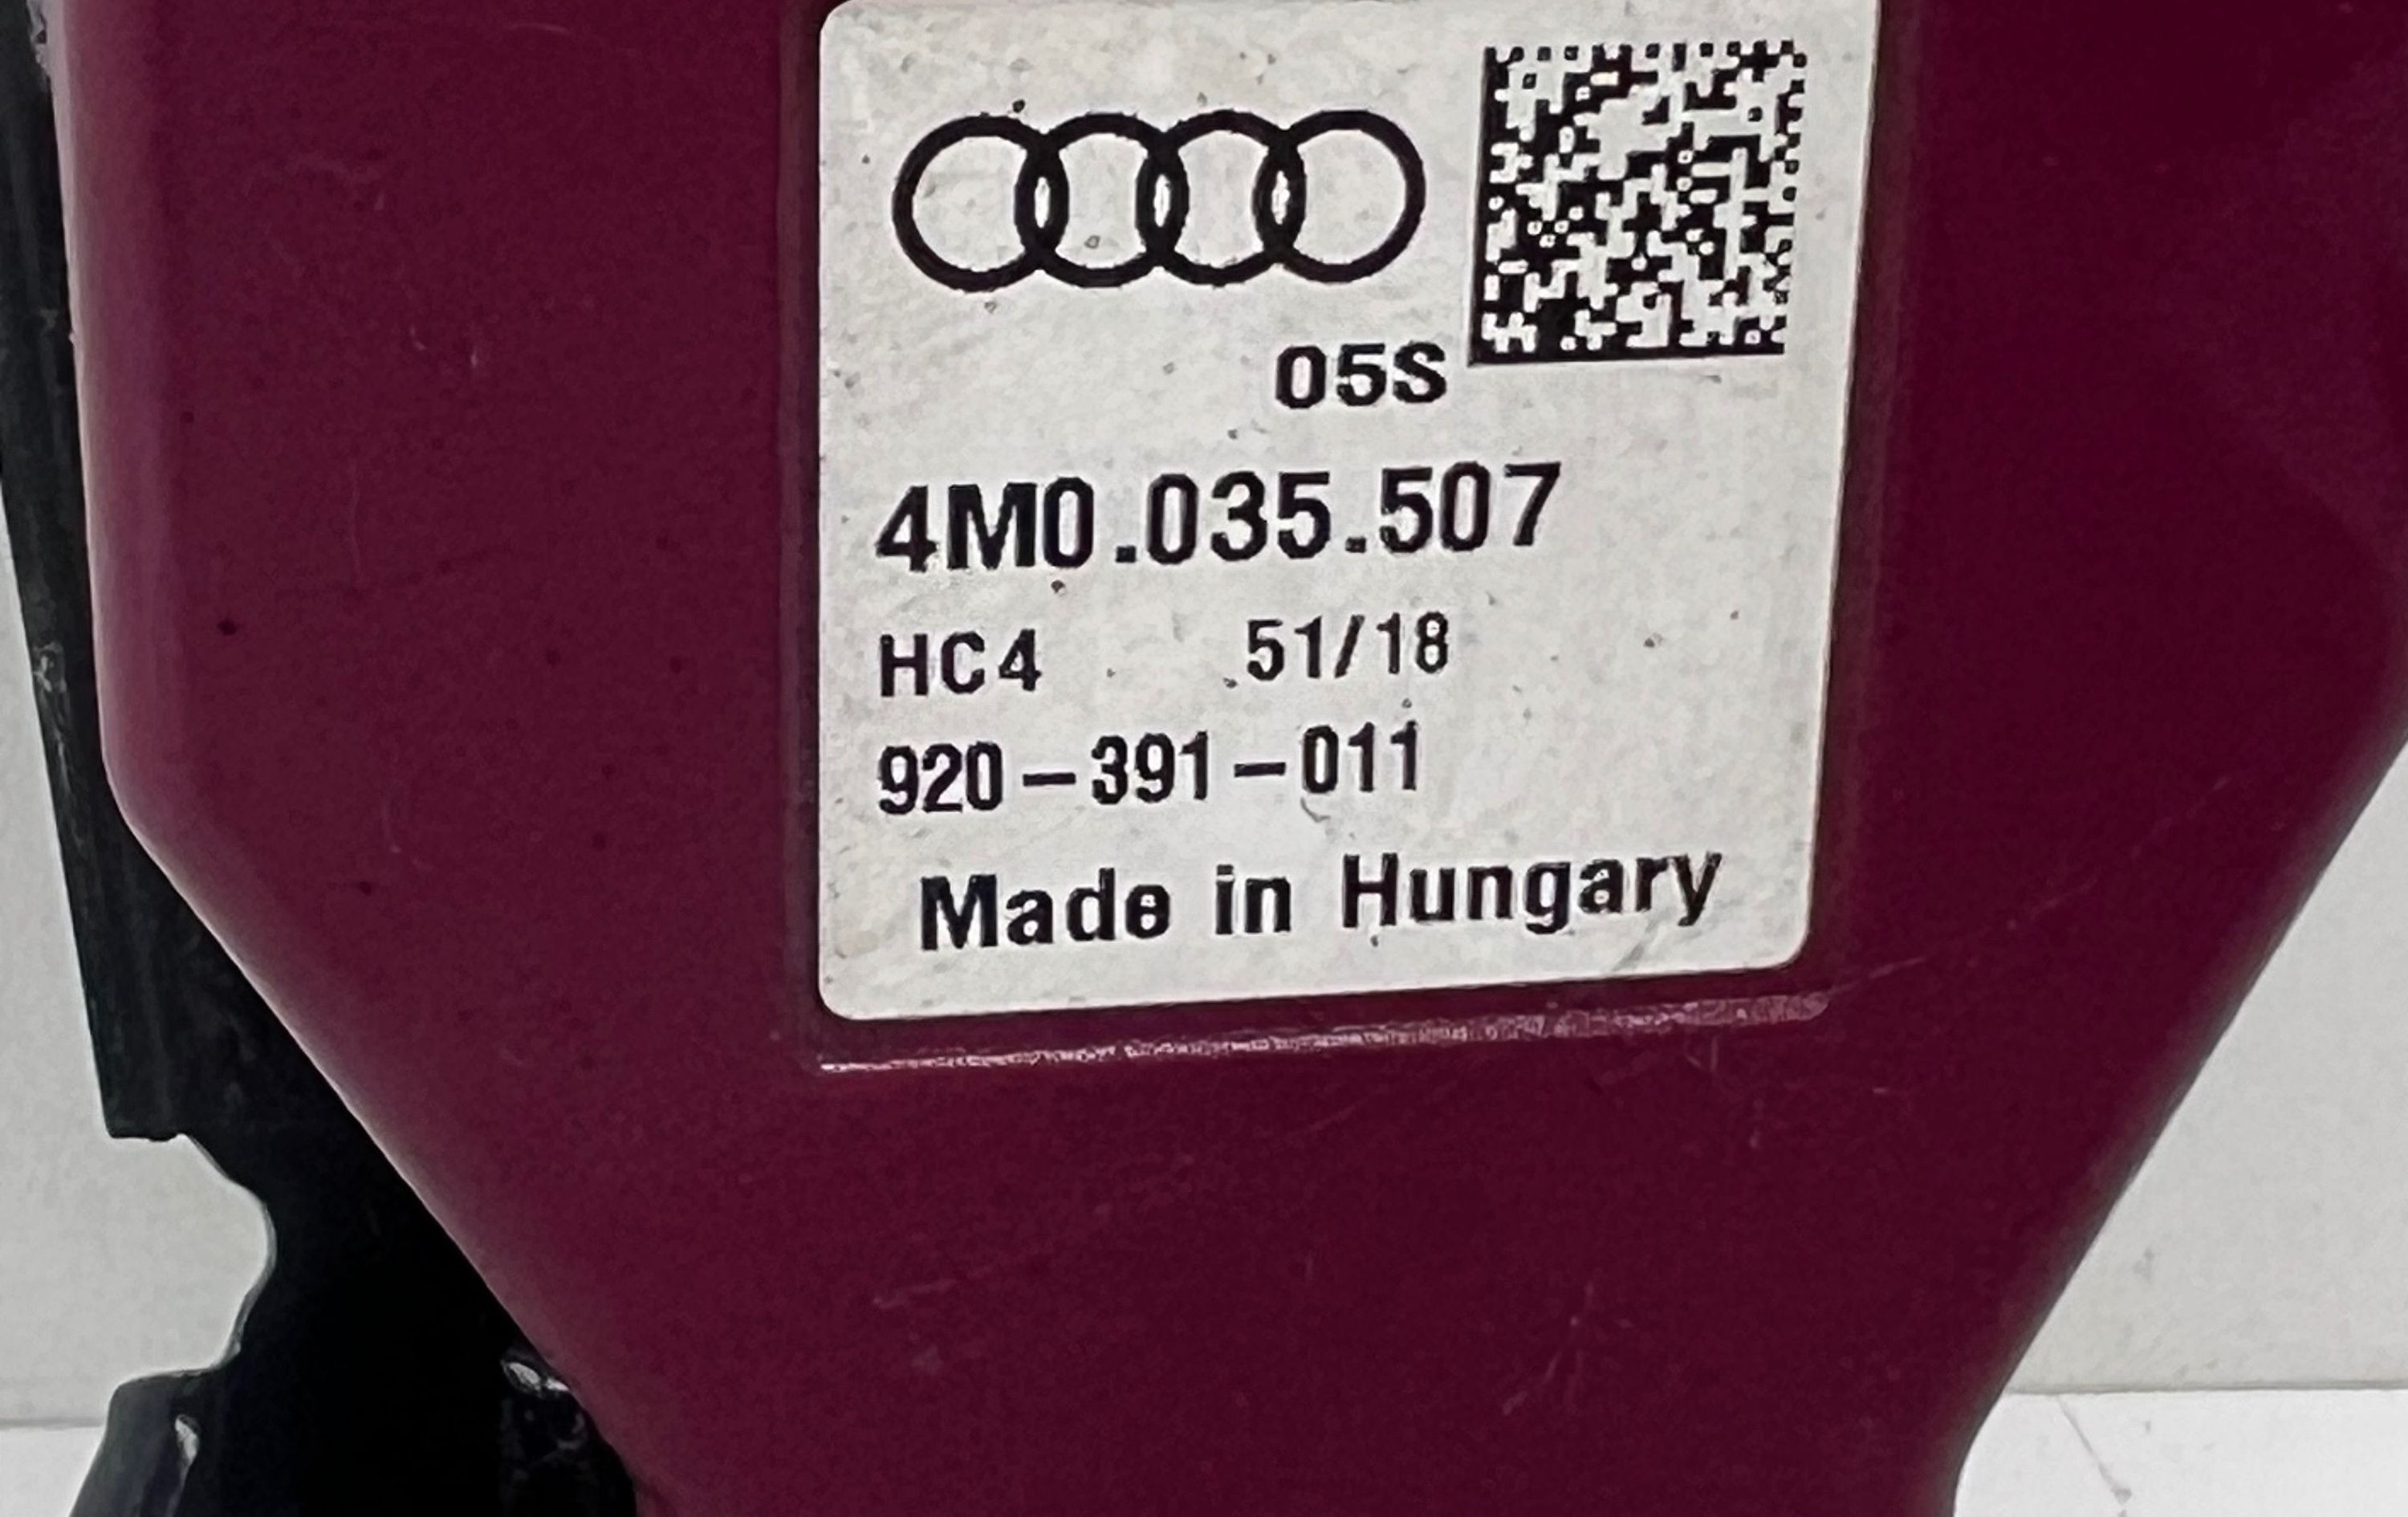 05S
4M0.035.507
HC4 51/18
920-391-011
Made in Hungary